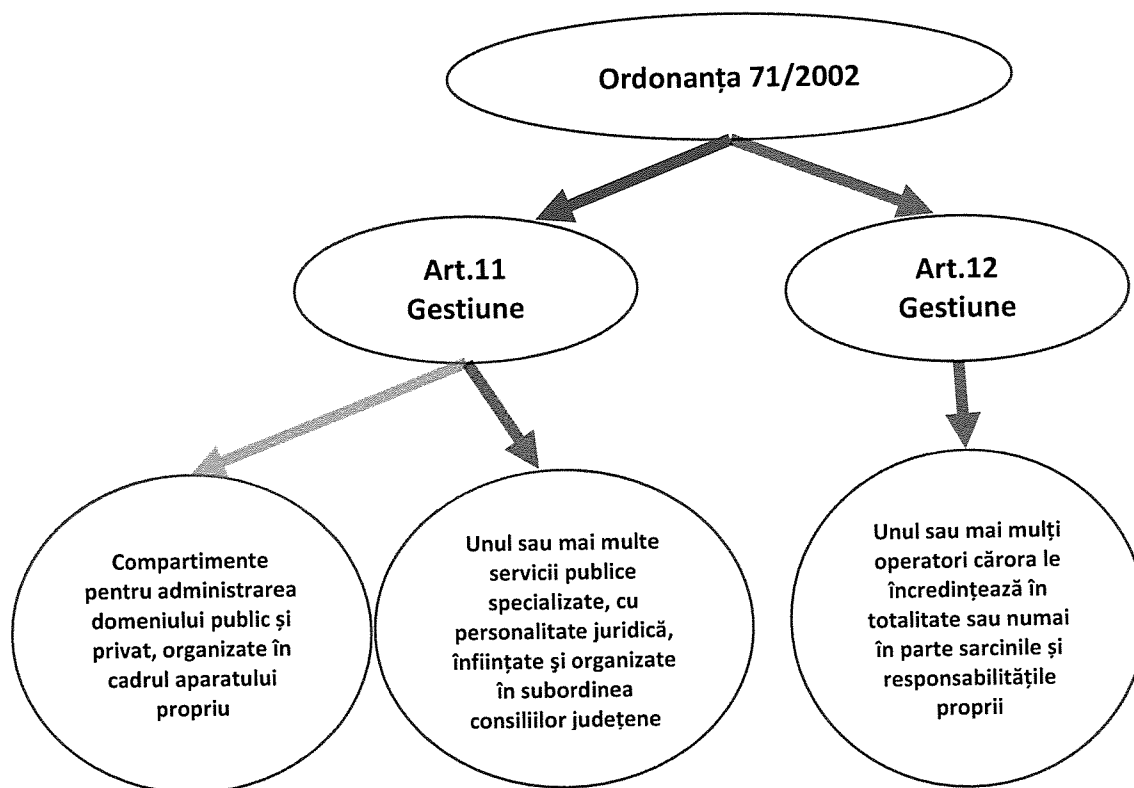 Ordonanța 71/2002
Art.11
Gestiune
Art.12
Gestiune
Compartimente
pentru administrarea
domeniului public și
privat, organizate în
cadrul aparatului
propriu
Unul sau mai multe
servicii publice
specializate, cu
personalitate juridică,
înființate şi organizate
în subordinea
consiliilor județene
Unul sau mai mulți
operatori cărora le
încredințează în
totalitate sau numai
în parte sarcinile și
responsabilitățile
proprii